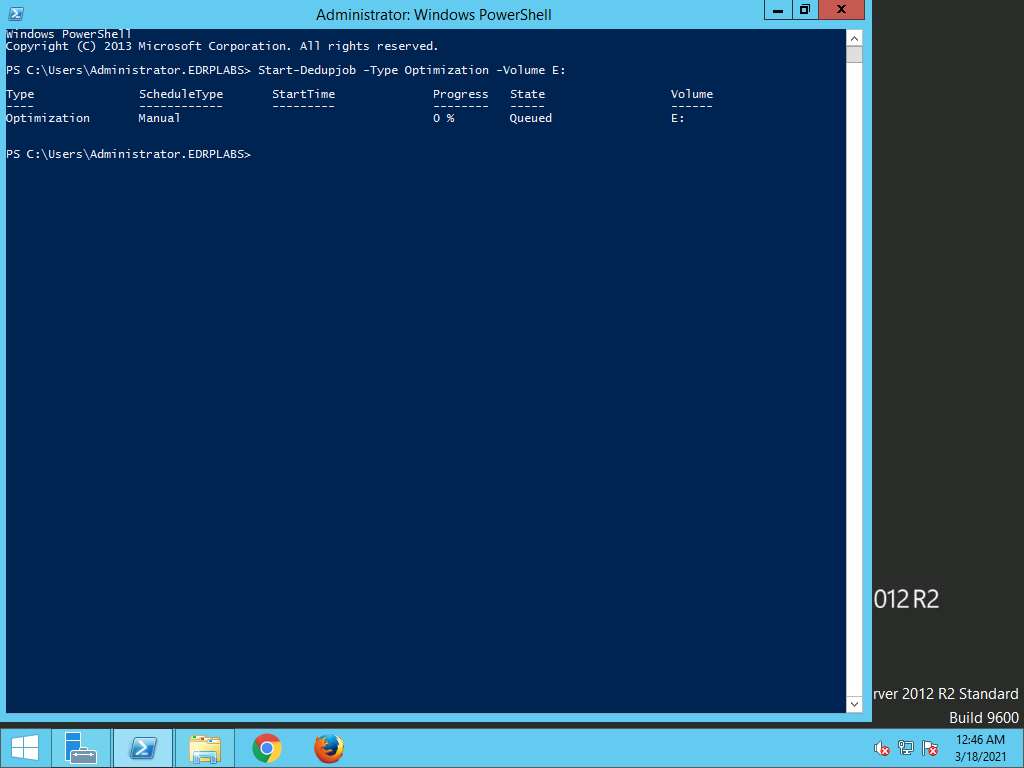 Administrator: Windows PowerShell
Windows PowerShell
Copyright (C) 2013 Microsoft Corporation. All rights reserved.
PS C:\Users\Administrator.EDRPLABS> Start-Dedupjob -Type Optimization -Volume E:
Type ScheduleType StartTime Progress State Volume
---- ------------ --------- -------- ----- ------
Optimization Manual 0 % Queued E:
PS C:\Users\Administrator.EDRPLABS>
012 R2
rver 2012 R2 Standard
Build 9600
12:46 AM
3/18/2021